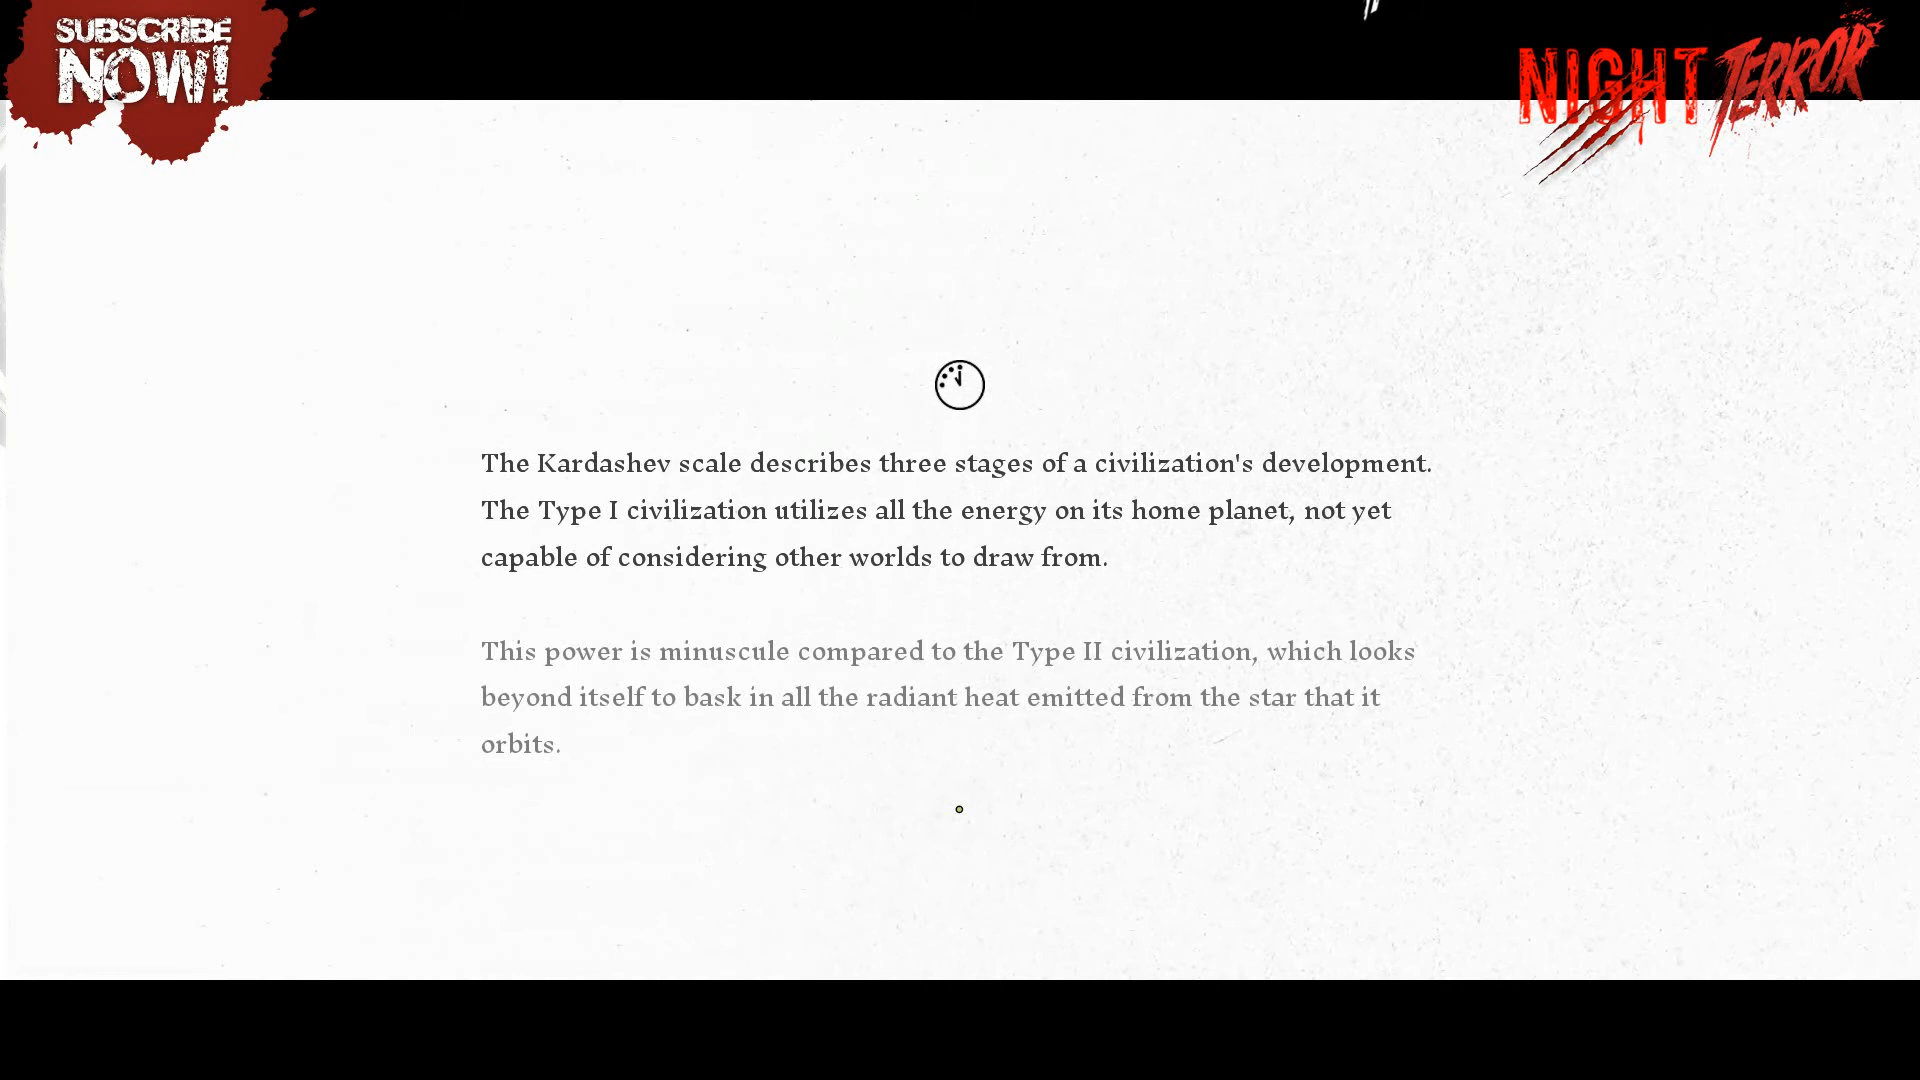 SUBSCRIBE
NOW!
NIGHT TERROR
The Kardashev scale describes three stages of a civilization's development.
The Type I civilization utilizes all the energy on its home planet, not yet
capable of considering other worlds to draw from.
This power is minuscule compared to the Type II civilization, which looks
beyond itself to bask in all the radiant heat emitted from the star that it
orbits.